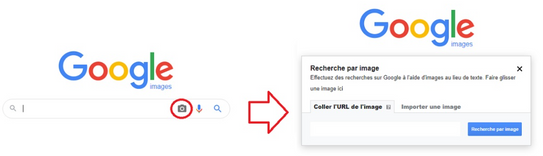 Google
images
Google
images
Recherche par image
Effectuez des recherches sur Google à l'aide d'images au lieu de texte. Faire glisser
une image ici
Coller l'URL de l'image
Importer une image
Recherche par image